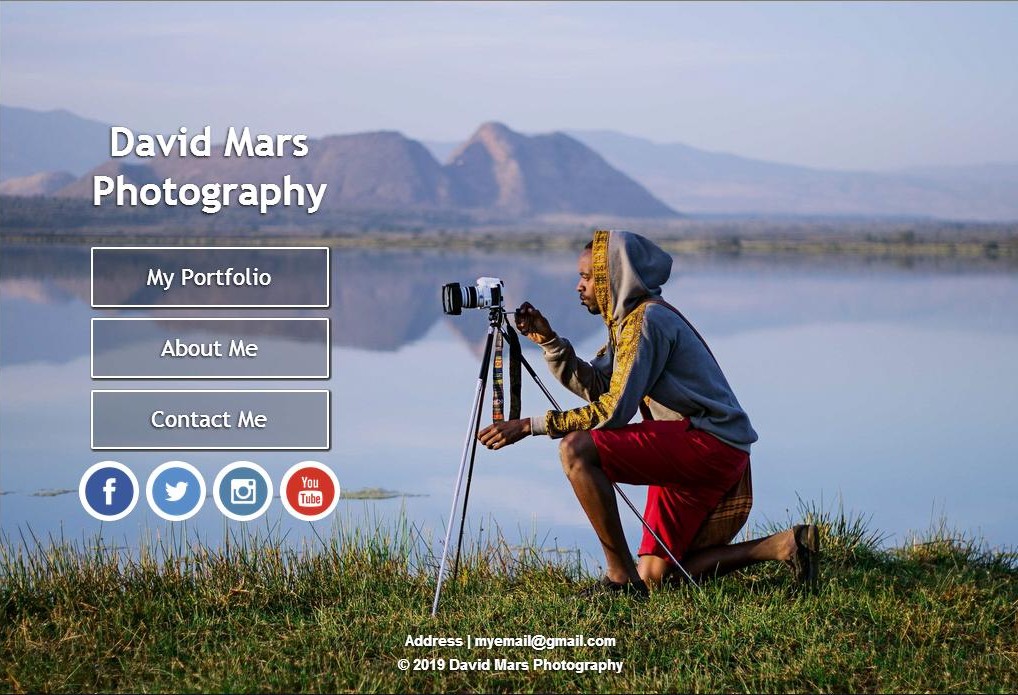 David Mars
Photography
My Portfolio
About Me
Contact Me
f
You
Tube
Address | myemail@gmail.com
© 2019 David Mars Photography